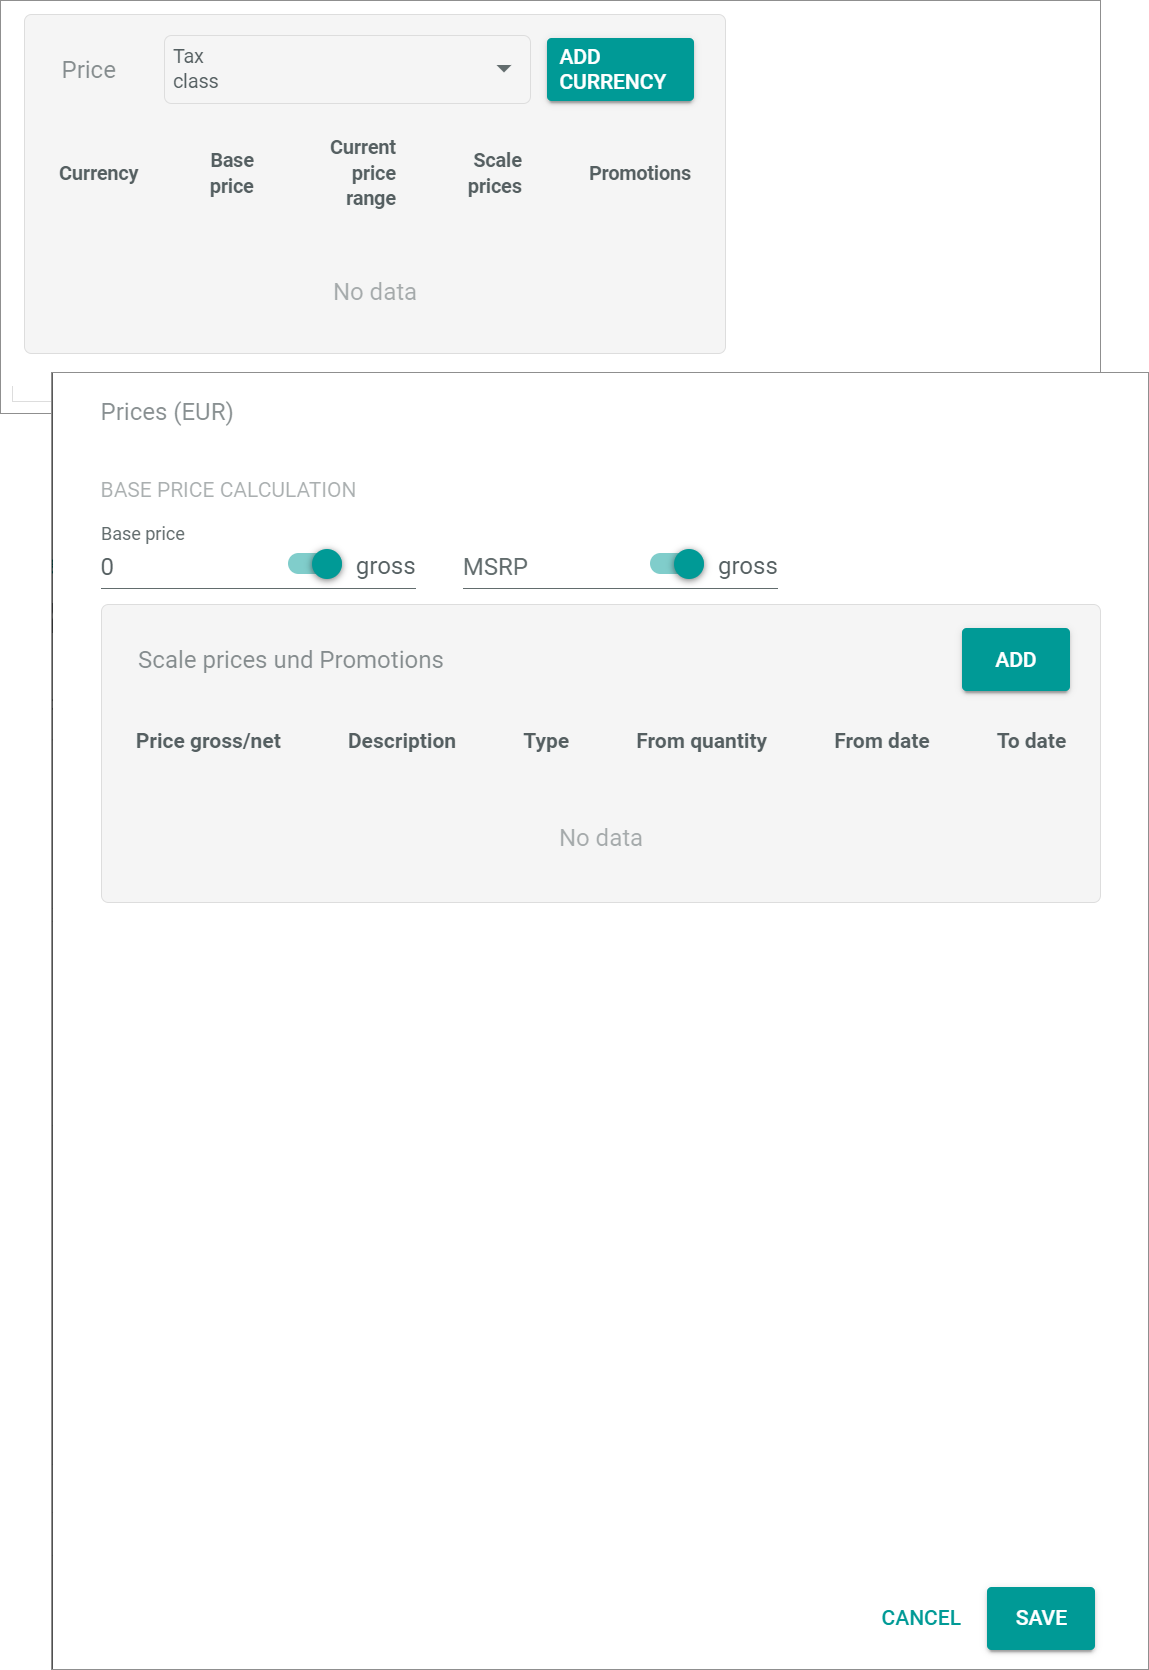 Price
Tax
class
ADD
CURRENCY
Currency
Base
price
Current
price
range
Scale
prices
Promotions
No data
Prices (EUR)
BASE PRICE CALCULATION
Base price
0 gross MSRP gross
Scale prices und Promotions ADD
Price gross/net Description Type From quantity From date To date
No data
CANCEL SAVE